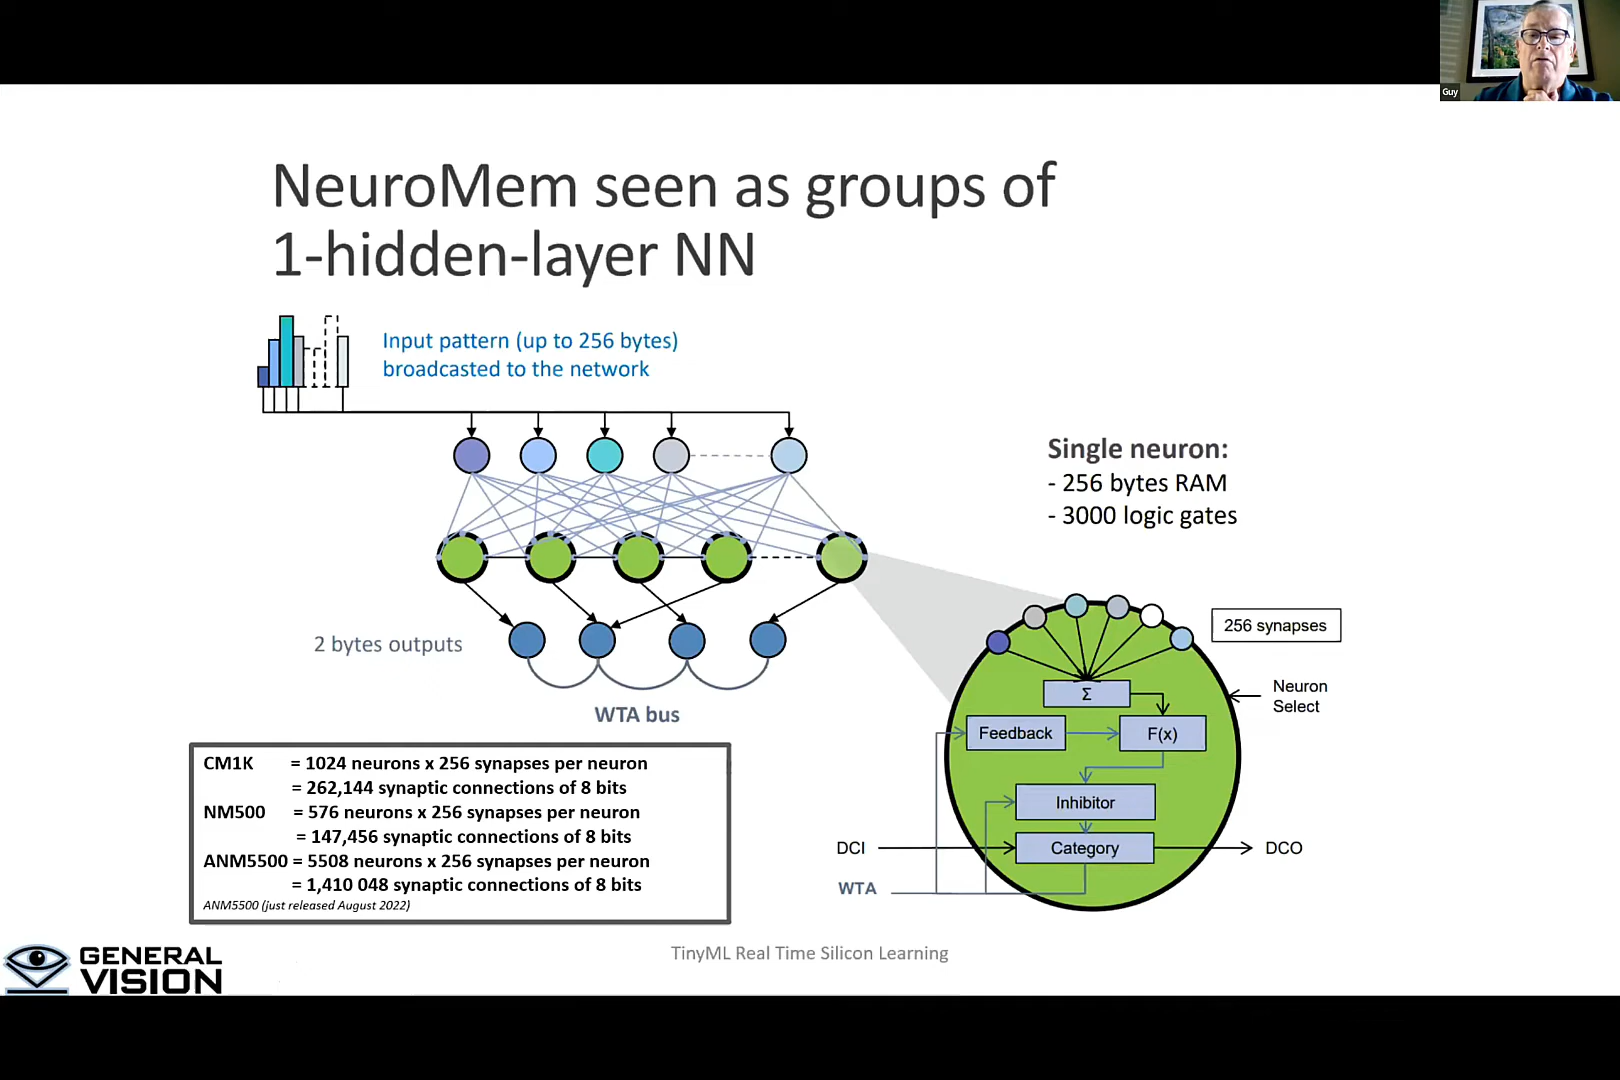 Guy
NeuroMem seen as groups of
1-hidden-layer NN
Input pattern (up to 256 bytes)
broadcasted to the network
Single neuron:
- 256 bytes RAM
- 3000 logic gates
2 bytes outputs
WTA bus
256 synapses
Σ
Neuron
Select
Feedback
F(x)
Inhibitor
DCI
Category
DCO
WTA
CM1K = 1024 neurons x 256 synapses per neuron
= 262,144 synaptic connections of 8 bits
NM500 = 576 neurons x 256 synapses per neuron
= 147,456 synaptic connections of 8 bits
ANM5500 = 5508 neurons x 256 synapses per neuron
= 1,410 048 synaptic connections of 8 bits
ANM5500 (just released August 2022)
GENERAL
VISION
TinyML Real Time Silicon Learning